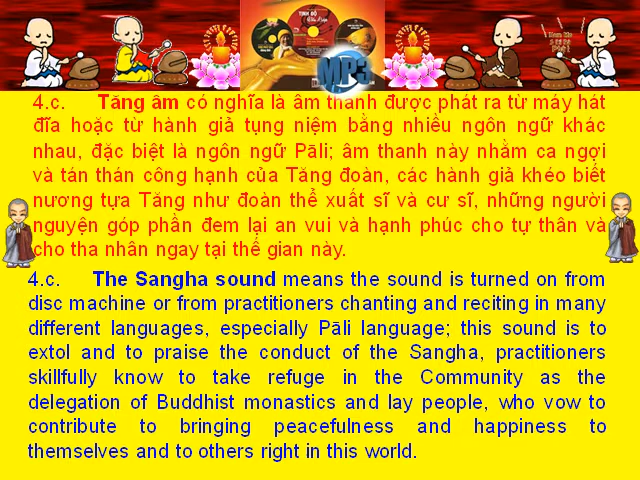 TỊNH ĐỘ
MP3
4.c. Tăng âm có nghĩa là âm thanh được phát ra từ máy hát
đĩa hoặc từ hành giả tụng niệm bằng nhiều ngôn ngữ khác
nhau, đặc biệt là ngôn ngữ Pāli; âm thanh này nhằm ca ngợi
và tán thán công hạnh của Tăng đoàn, các hành giả khéo biết
nương tựa Tăng như đoàn thể xuất sĩ và cư sĩ, những người
nguyện góp phần đem lại an vui và hạnh phúc cho tự thân và
cho tha nhân ngay tại thế gian này.
4.c. The Sangha sound means the sound is turned on from
disc machine or from practitioners chanting and reciting in many
different languages, especially Pāli language; this sound is to
extol and to praise the conduct of the Sangha, practitioners
skillfully know to take refuge in the Community as the
delegation of Buddhist monastics and lay people, who vow to
contribute to bringing peacefulness and happiness to
themselves and to others right in this world.